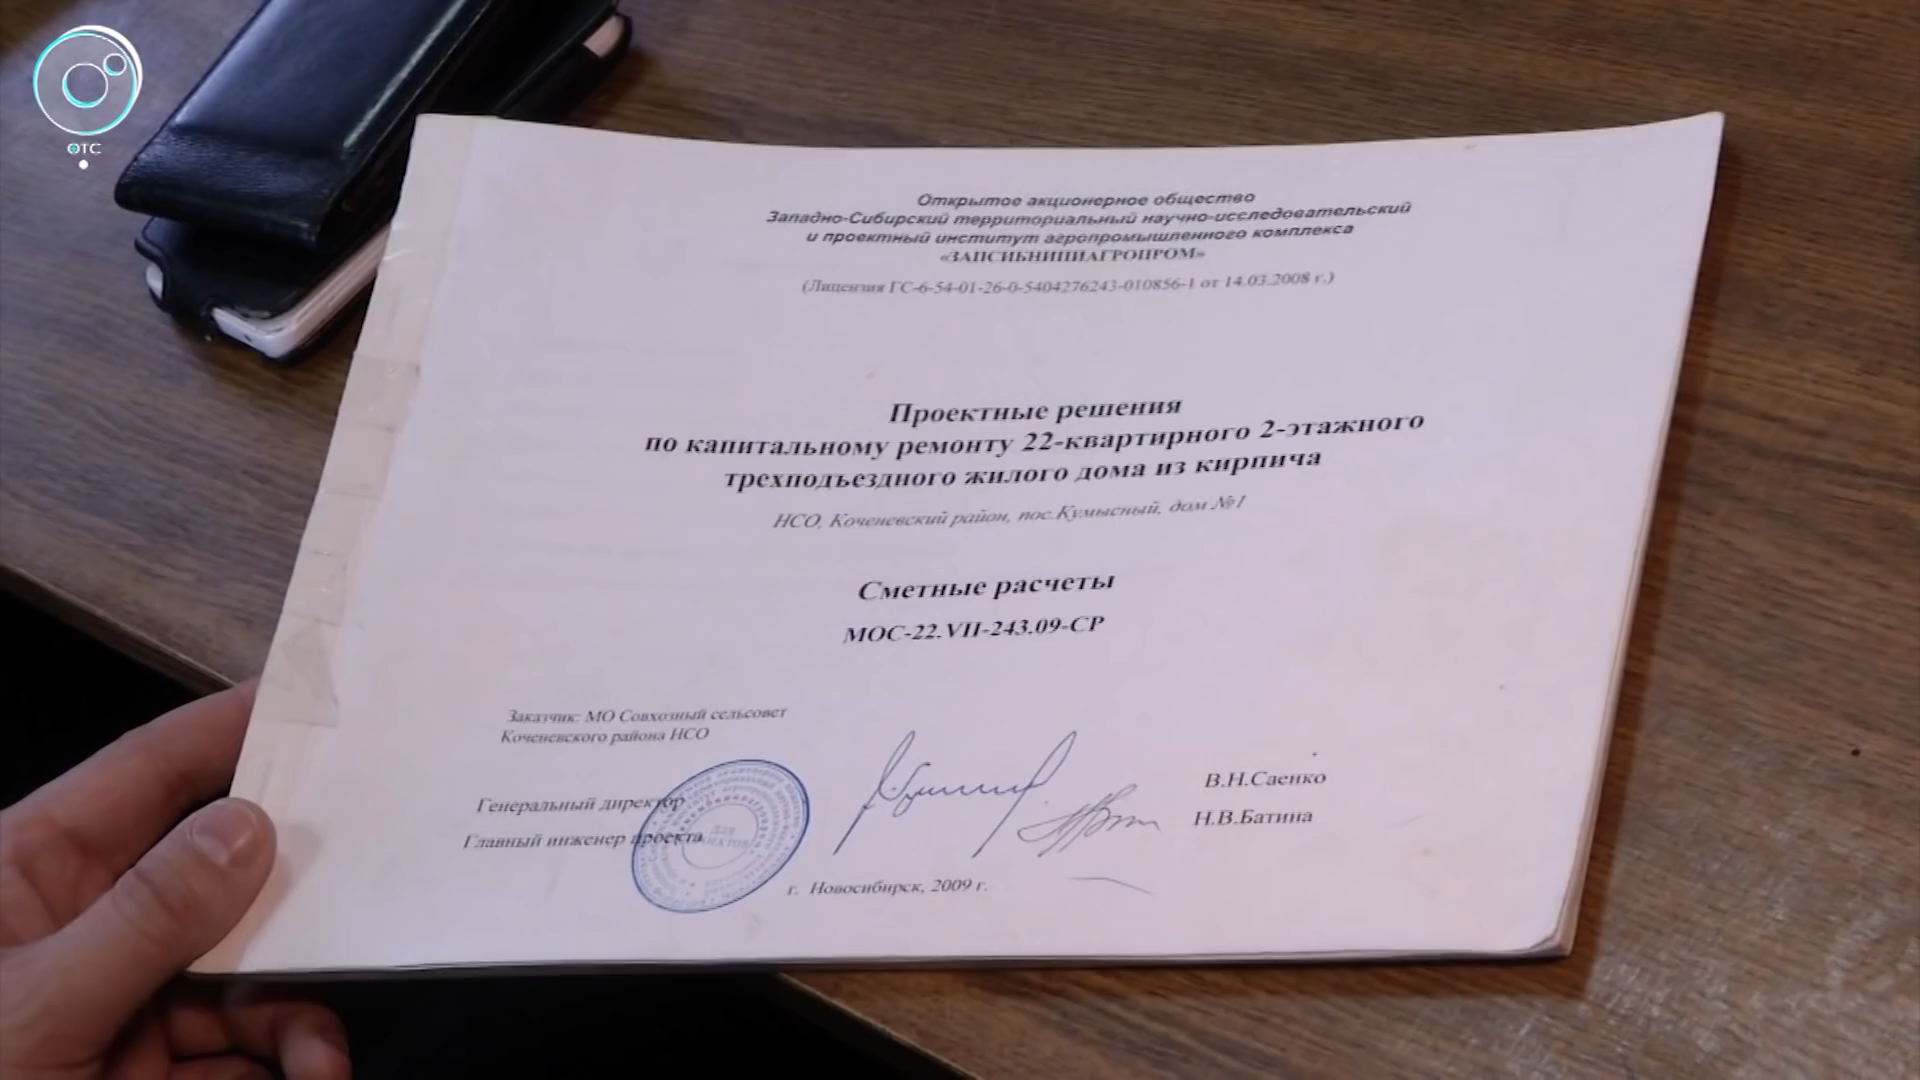 ОТС
Открытое акционерное общество
Западно-Сибирский территориальный научно-исследовательский
и проектный институт агропромышленного комплекса
«ЗАПСИБНИПИАГРОПРОМ»
(Лицензия ГС-6-54-01-26-0-5404276243-010856-1 от 14.03.2008 г.)
Проектные решения
по капитальному ремонту 22-квартирного 2-этажного
трехподъездного жилого дома из кирпича
НСО, Коченевский район, пос.Кумысный, дом №1
Сметные расчеты
МОС-22.VII-243.09-СР
Заказчик: МО Совхозный сельсовет
Коченевского района НСО
Генеральный директор
В.Н.Саенко
Главный инженер проекта
Н.В.Батина
г. Новосибирск, 2009 г.